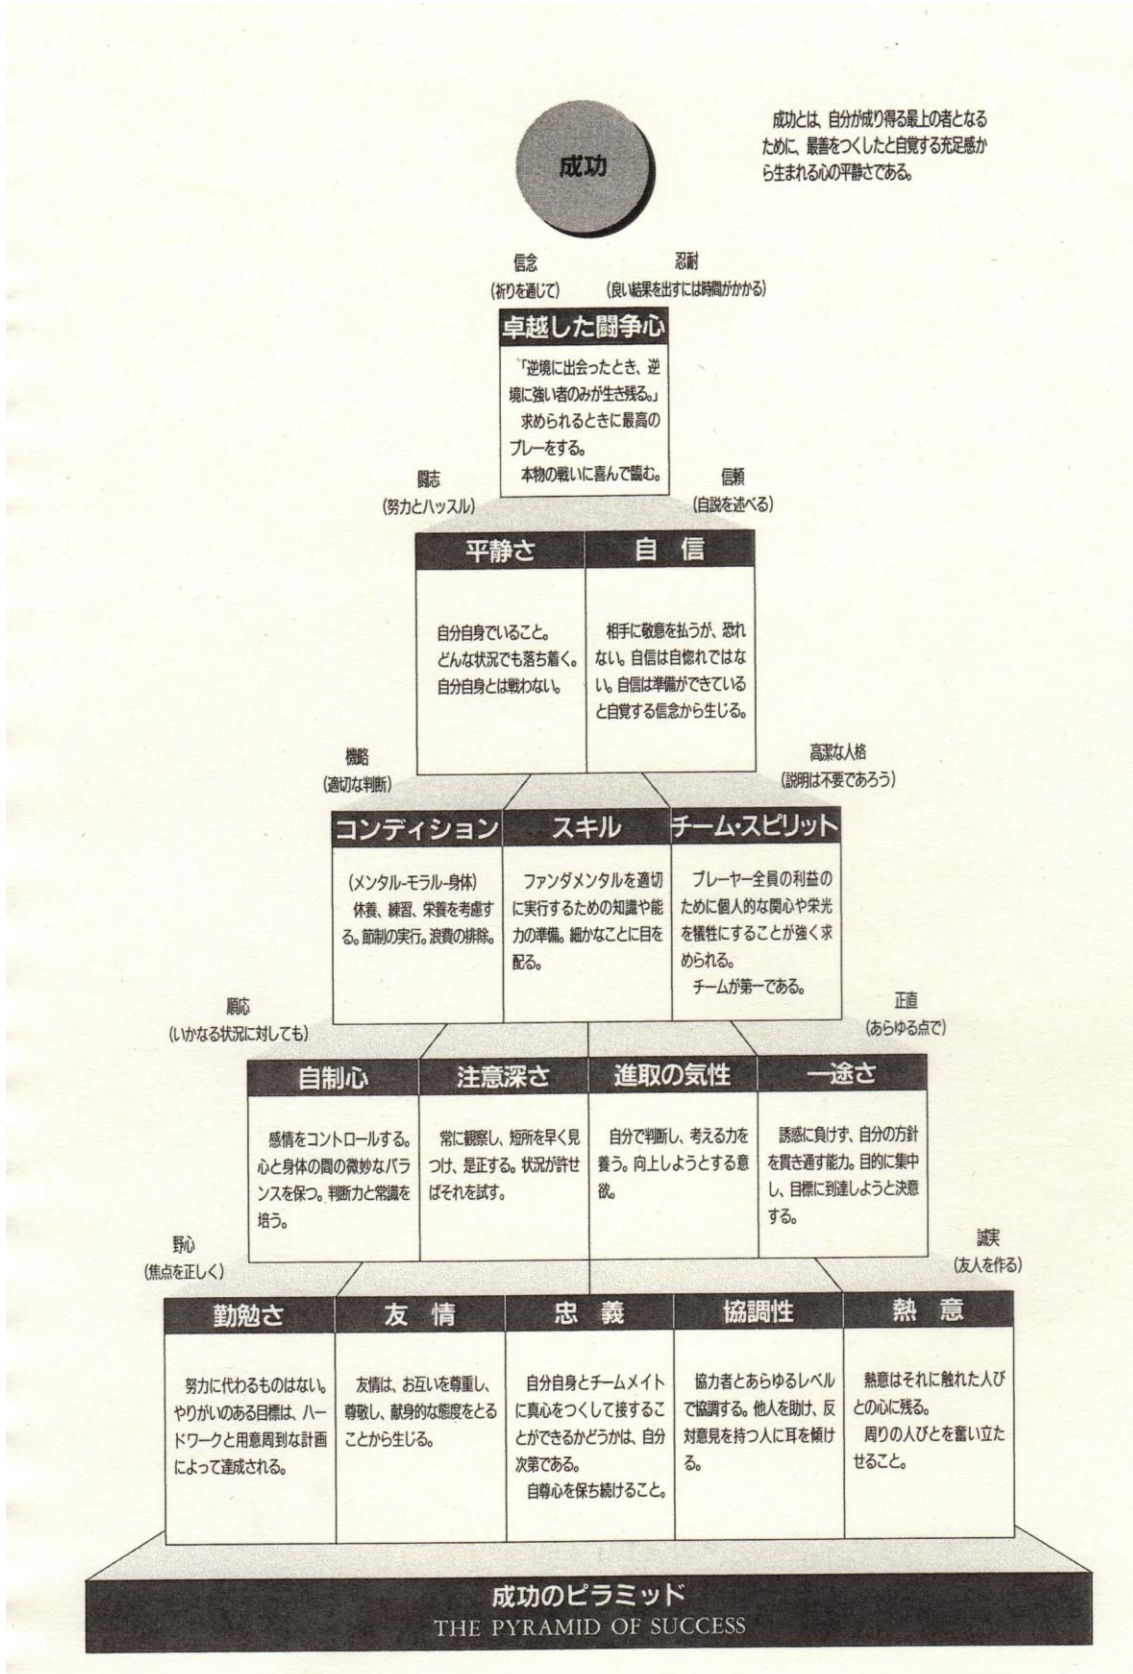 成功
成功とは、自分が成り得る最上の者となる
ために、最善をつくしたと自覚する充足感か
ら生まれる心の平静さである。
信念
(祈りを通じて)
忍耐
(良い結果を出すには時間がかかる)
卓越した闘争心
「逆境に出会ったとき、逆
境に強い者のみが生き残る。」
求められるときに最高の
プレーをする。
本物の戦いに喜んで臨む。
闘志
(努力とハッスル)
信頼
(自説を述べる)
平静さ
自分自身でいること。
どんな状況でも落ち着く。
自分自身とは戦わない。
自 信
相手に敬意を払うが、恐れ
ない。自信は自惚れではな
い。自信は準備ができている
と自覚する信念から生じる。
機略
(適切な判断)
高潔な人格
(説明は不要であろう)
コンディション
(メンタル-モラル-身体)
休養、練習、栄養を考慮す
る。節制の実行。浪費の排除。
スキル
ファンダメンタルを適切
に実行するための知識や能
力の準備。細かなことに目を
配る。
チーム・スピリット
プレーヤー全員の利益の
ために個人的な関心や栄光
を犠牲にすることが強く求
められる。
チームが第一である。
順応
(いかなる状況に対しても)
正直
(あらゆる点で)
自制心
感情をコントロールする。
心と身体の間の微妙なバラ
ンスを保つ。判断力と常識を
培う。
注意深さ
常に観察し、短所を早く見
つけ、是正する。状況が許せ
ばそれを試す。
進取の気性
自分で判断し、考える力を
養う。向上しようとする意
欲。
一途さ
誘惑に負けず、自分の方針
を貫き通す能力。目的に集中
し、目標に到達しようと決意
する。
野心
(焦点を正しく)
誠実
(友人を作る)
勤勉さ
努力に代わるものはない。
やりがいのある目標は、ハー
ドワークと用意周到な計画
によって達成される。
友 情
友情は、お互いを尊重し、
尊敬し、献身的な態度をとる
ことから生じる。
忠 義
自分自身とチームメイト
に真心をつくして接するこ
とができるかどうかは、自分
次第である。
自尊心を保ち続けること。
協調性
協力者とあらゆるレベル
で協調する。他人を助け、反
対意見を持つ人に耳を傾け
る。
熱 意
熱意はそれに触れた人び
との心に残る。
周りの人びとを奮い立た
せること。
成功のピラミッド
THE PYRAMID OF SUCCESS